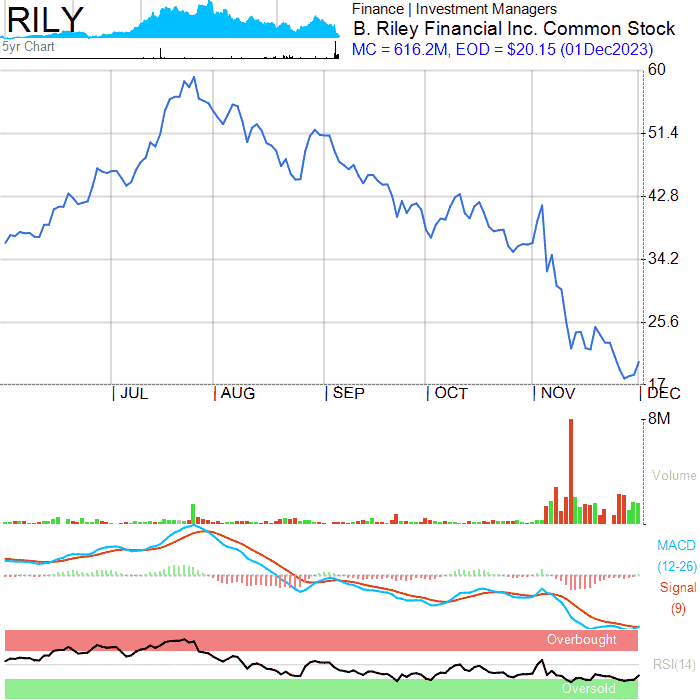 RILY
5yr Chart
Finance | Investment Managers
B. Riley Financial Inc. Common Stock
MC = 616.2M, EOD = $20.15 (01Dec2023)
60
51.4
42.8
34.2
25.6
17
JUL AUG SEP OCT NOV DEC
8M
Volume
MACD
(12-26)
Signal
(9)
Overbought
RSI(14)
Oversold